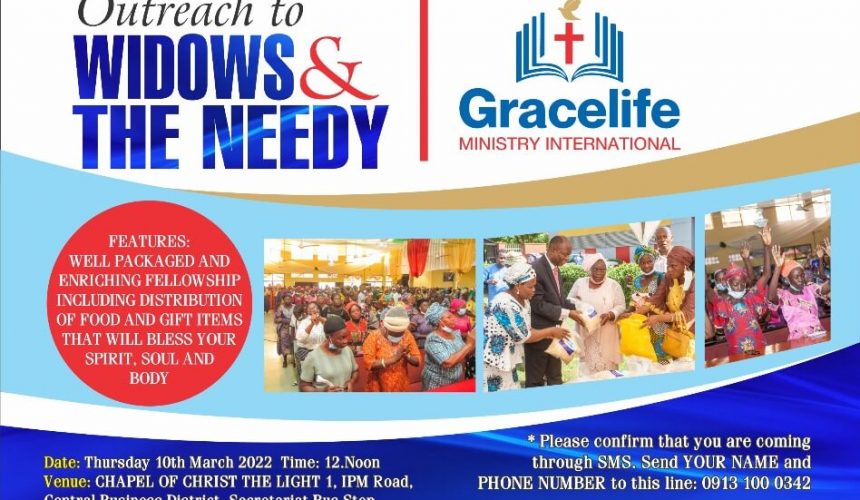 Outreach to
WIDOWS &
THE NEEDY
Gracelife
MINISTRY INTERNATIONAL
FEATURES:
WELL PACKAGED AND
ENRICHING FELLOWSHIP
INCLUDING DISTRIBUTION
OF FOOD AND GIFT ITEMS
THAT WILL BLESS YOUR
SPIRIT, SOUL AND
BODY
Date: Thursday 10th March 2022 Time: 12.Noon
Venue: CHAPEL OF CHRIST THE LIGHT 1, IPM Road,
Central Business District, Secretariat Bus Stop
* Please confirm that you are coming
through SMS. Send YOUR NAME and
PHONE NUMBER to this line: 0913 100 0342